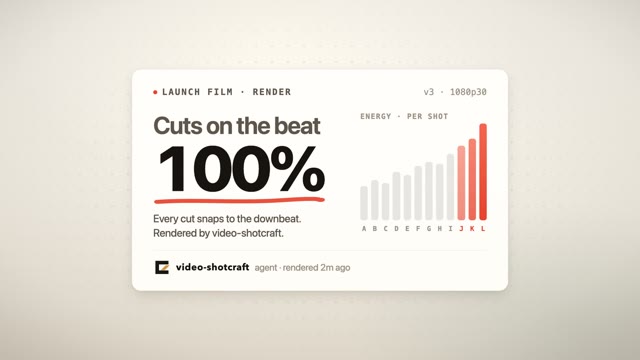 LAUNCH FILM · RENDER
v3 · 1080p30
Cuts on the beat
100%
Every cut snaps to the downbeat.
Rendered by video-shotcraft.
ENERGY · PER SHOT
A B C D E F G H I J K L
video-shotcraft agent · rendered 2m ago